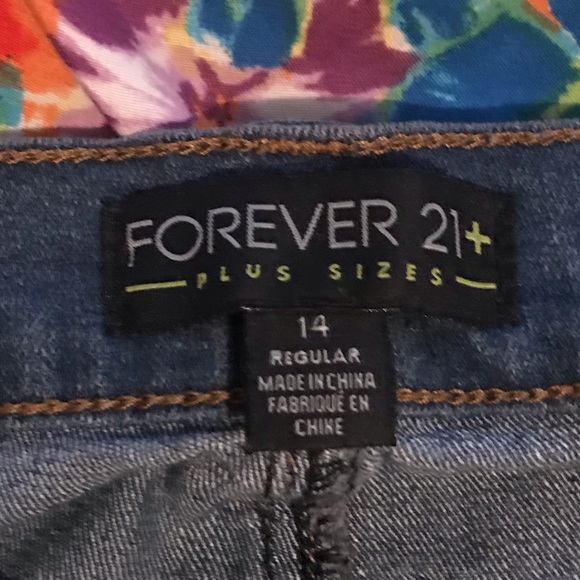 FOREVER 21+
PLUS SIZES
14
REGULAR
MADE IN CHINA
FABRIQUÉ EN
CHINE